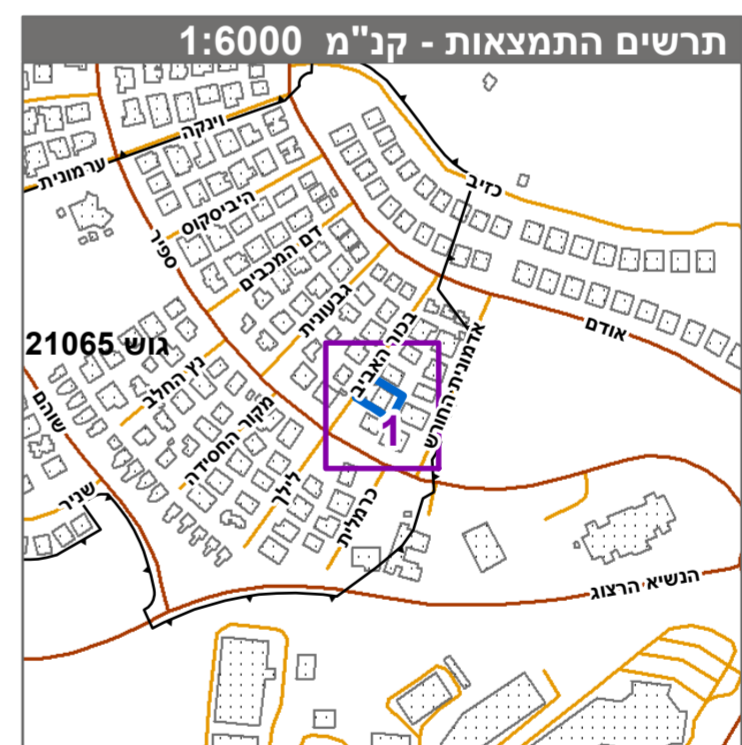 תרשים התמצאות - קנ"מ 1:6000
וינקה
ערמונית
כזיב
היביסקוס
ספיר
דם המכבים
גבעונית
בכור האביב
אדמונית החורש
אודם
גוש 21065
נץ החלב
שוהם
מקור החסידה
1
לילך
כרמלית
שניר
הנשיא הרצוג